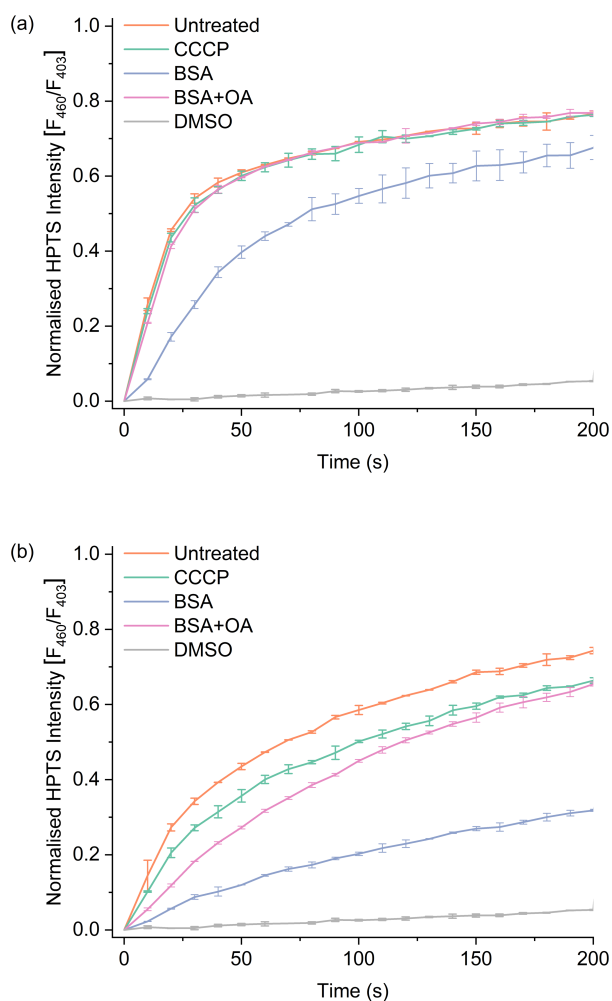 (a)
Untreated
CCCP
BSA
BSA+OA
DMSO
Normalised HPTS Intensity [F460/F403]
1.0
0.8
0.6
0.4
0.2
0.0
0 50 100 150 200
Time (s)
(b)
Untreated
CCCP
BSA
BSA+OA
DMSO
Normalised HPTS Intensity [F460/F403]
1.0
0.8
0.6
0.4
0.2
0.0
0 50 100 150 200
Time (s)